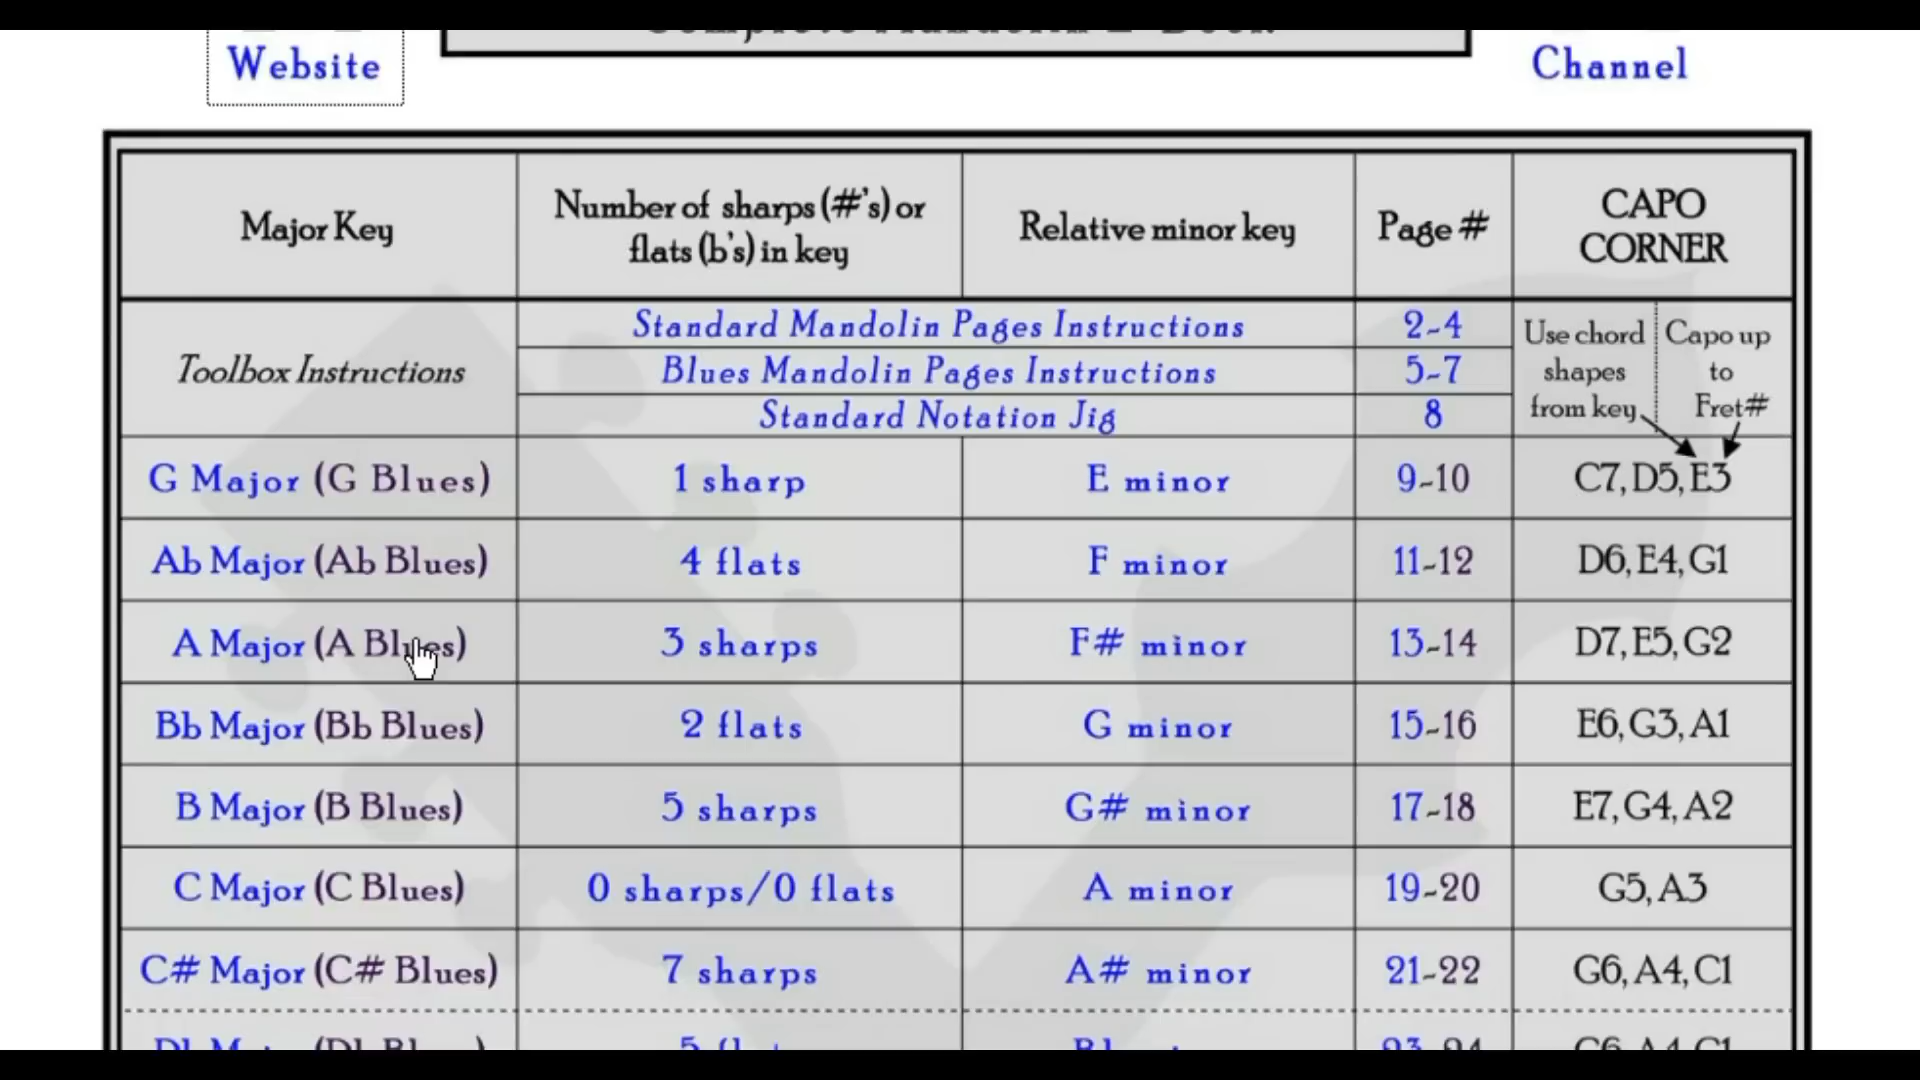 Website
Channel
Major Key
Number of sharps (#'s) or
flats (b's) in key
Relative minor key
Page #
CAPO
CORNER
Toolbox Instructions
Standard Mandolin Pages Instructions
2-4
Blues Mandolin Pages Instructions
5-7
Standard Notation Jig
8
Use chord
shapes
from key
Capo up
to
Fret#
G Major (G Blues)
1 sharp
E minor
9-10
C7, D5, E3
Ab Major (Ab Blues)
4 flats
F minor
11-12
D6, E4, G1
A Major (A Blues)
3 sharps
F# minor
13-14
D7, E5, G2
Bb Major (Bb Blues)
2 flats
G minor
15-16
E6, G3, A1
B Major (B Blues)
5 sharps
G# minor
17-18
E7, G4, A2
C Major (C Blues)
0 sharps/0 flats
A minor
19-20
G5, A3
C# Major (C# Blues)
7 sharps
A# minor
21-22
G6, A4, C1